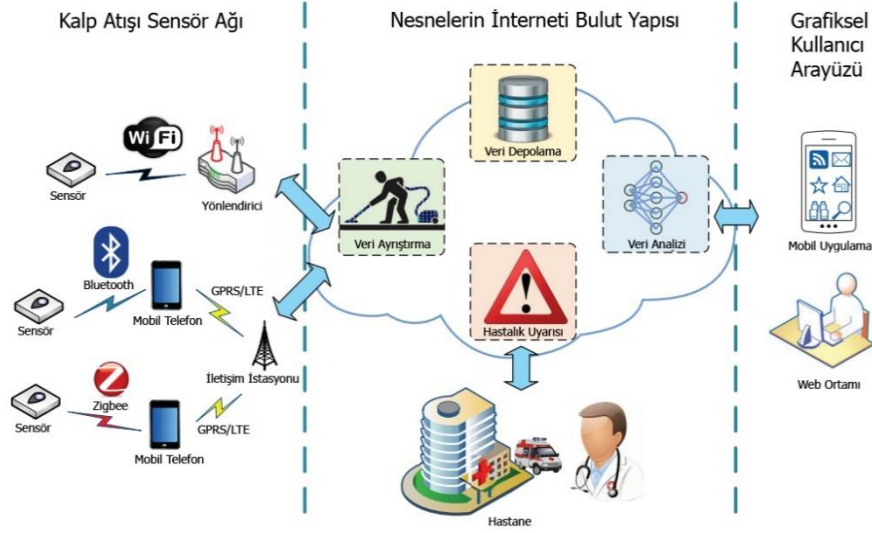 Kalp Atışı Sensör Ağı
Nesnelerin İnterneti Bulut Yapısı
Grafiksel
Kullanıcı
Arayüzü
WiFi
Sensör
Yönlendirici
Bluetooth
Sensör
Mobil Telefon
GPRS/LTE
İletişim İstasyonu
Zigbee
Sensör
Mobil Telefon
GPRS/LTE
Veri Depolama
Veri Ayrıştırma
Veri Analizi
Hastalık Uyarısı
Hastane
Mobil Uygulama
Web Ortamı